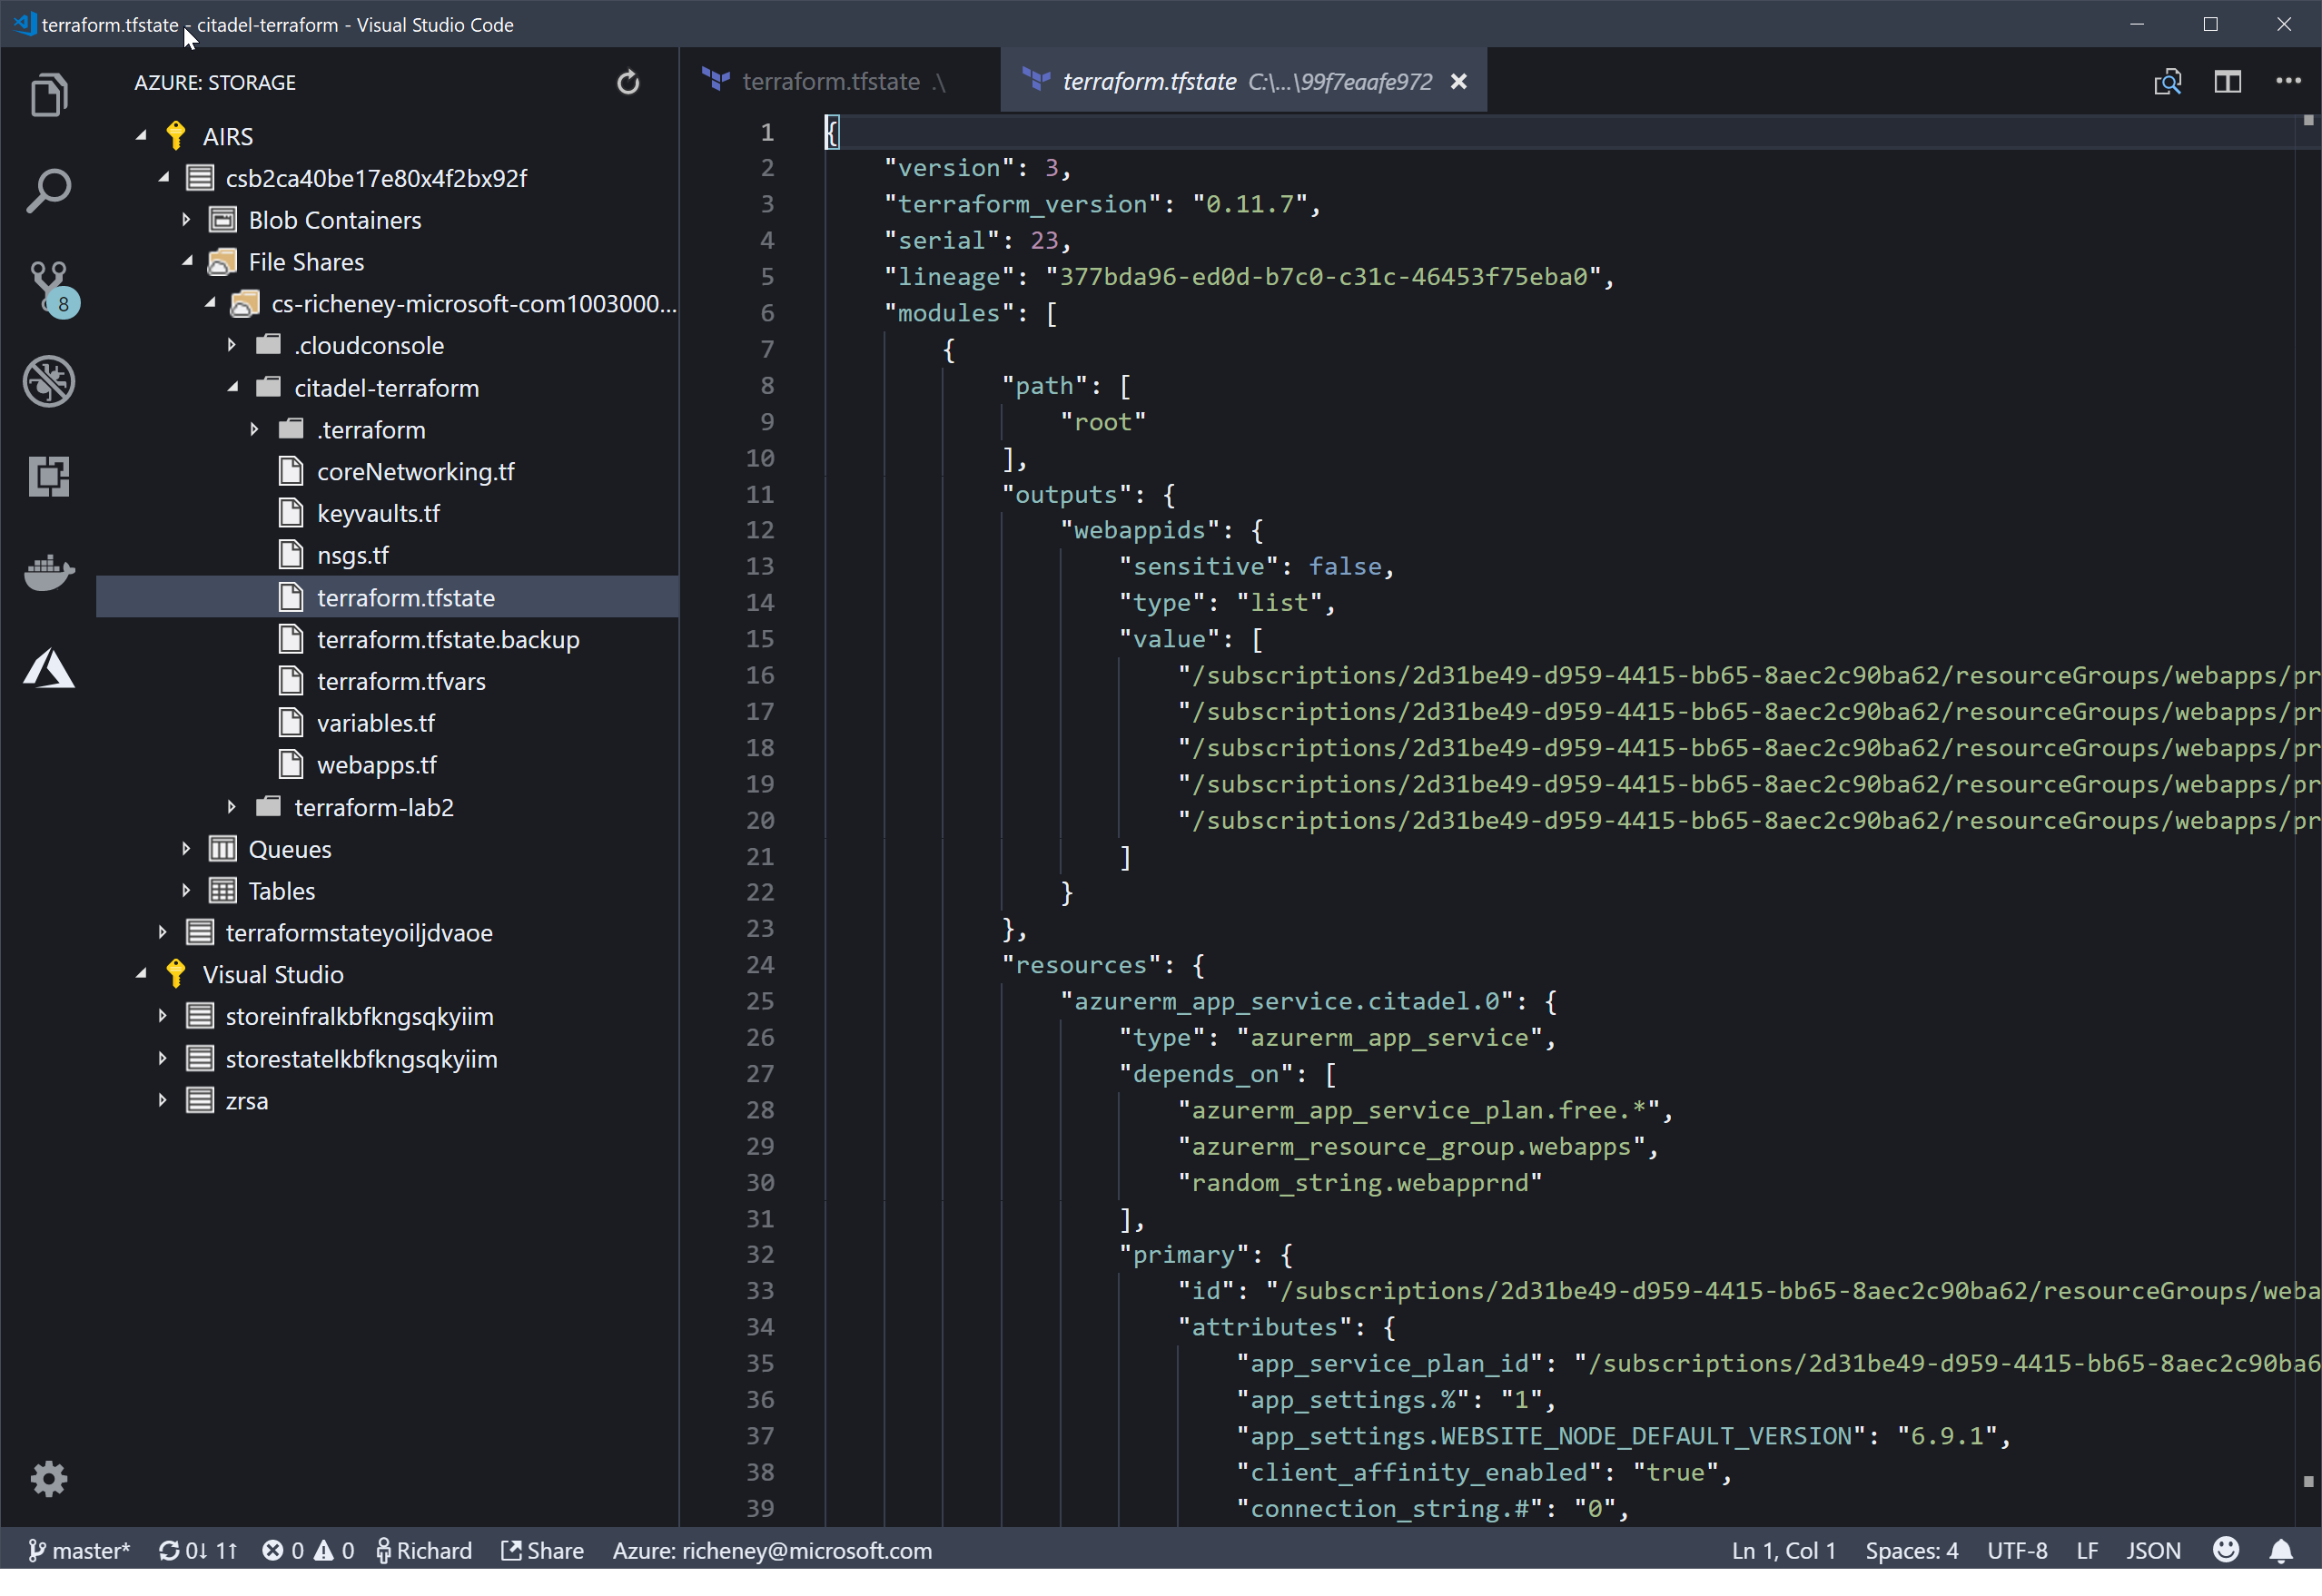 terraform.tfstate - citadel-terraform - Visual Studio Code
AZURE: STORAGE
AIRS
csb2ca40be17e80x4f2bx92f
Blob Containers
File Shares
cs-richeney-microsoft-com1003000...
.cloudconsole
citadel-terraform
.terraform
coreNetworking.tf
keyvaults.tf
nsgs.tf
terraform.tfstate
terraform.tfstate.backup
terraform.tfvars
variables.tf
webapps.tf
terraform-lab2
Queues
Tables
terraformstateyoiljdvaoe
Visual Studio
storeinfralkbfkngsqkyiim
storestatelkbfkngsqkyiim
zrsa
8
terraform.tfstate .\
terraform.tfstate C:\...\99f7eaafe972
1 {
2 "version": 3,
3 "terraform_version": "0.11.7",
4 "serial": 23,
5 "lineage": "377bda96-ed0d-b7c0-c31c-46453f75eba0",
6 "modules": [
7 {
8 "path": [
9 "root"
10 ],
11 "outputs": {
12 "webappids": {
13 "sensitive": false,
14 "type": "list",
15 "value": [
16 "/subscriptions/2d31be49-d959-4415-bb65-8aec2c90ba62/resourceGroups/webapps/pr
17 "/subscriptions/2d31be49-d959-4415-bb65-8aec2c90ba62/resourceGroups/webapps/pr
18 "/subscriptions/2d31be49-d959-4415-bb65-8aec2c90ba62/resourceGroups/webapps/pr
19 "/subscriptions/2d31be49-d959-4415-bb65-8aec2c90ba62/resourceGroups/webapps/pr
20 "/subscriptions/2d31be49-d959-4415-bb65-8aec2c90ba62/resourceGroups/webapps/pr
21 ]
22 }
23 },
24 "resources": {
25 "azurerm_app_service.citadel.0": {
26 "type": "azurerm_app_service",
27 "depends_on": [
28 "azurerm_app_service_plan.free.*",
29 "azurerm_resource_group.webapps",
30 "random_string.webapprnd"
31 ],
32 "primary": {
33 "id": "/subscriptions/2d31be49-d959-4415-bb65-8aec2c90ba62/resourceGroups/weba
34 "attributes": {
35 "app_service_plan_id": "/subscriptions/2d31be49-d959-4415-bb65-8aec2c90ba6
36 "app_settings.%": "1",
37 "app_settings.WEBSITE_NODE_DEFAULT_VERSION": "6.9.1",
38 "client_affinity_enabled": "true",
39 "connection_string.#": "0",
master* 0↓ 1↑ 0 0 Richard Share Azure: richeney@microsoft.com Ln 1, Col 1 Spaces: 4 UTF-8 LF JSON